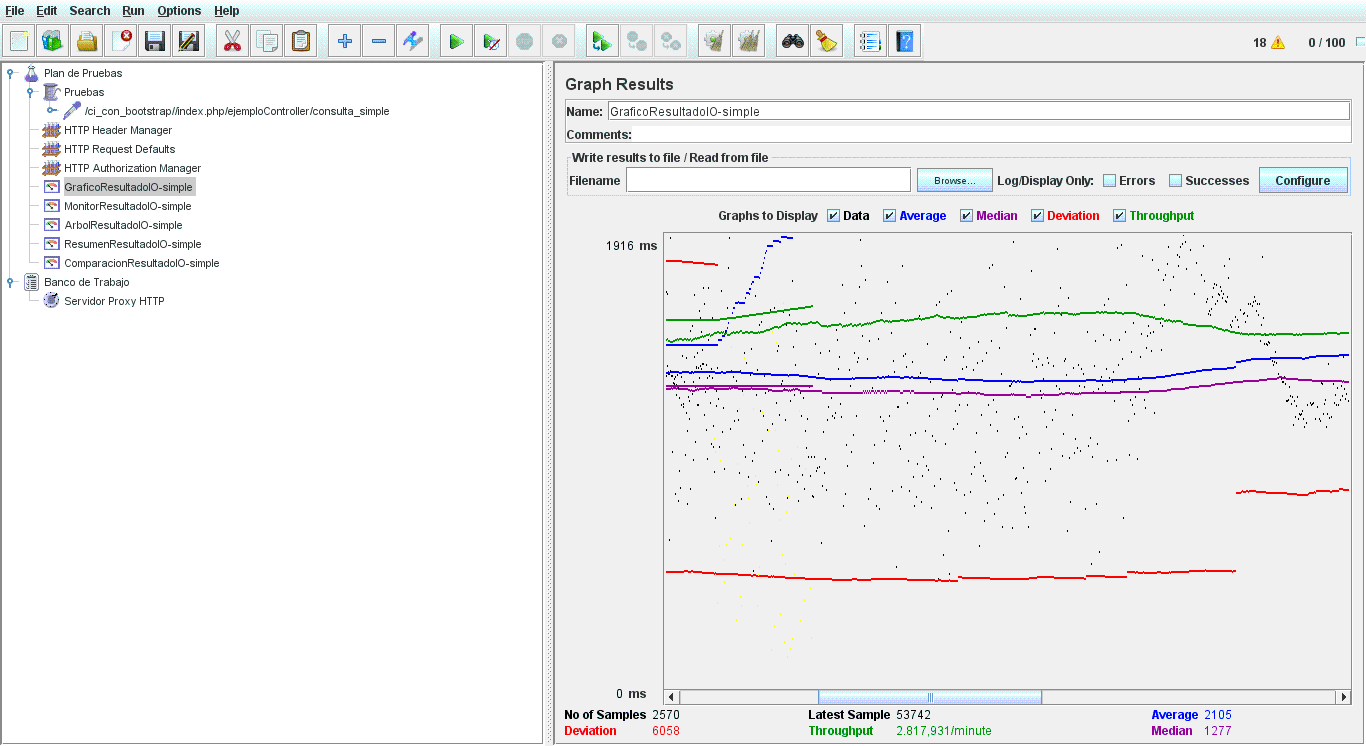 File Edit Search Run Options Help
18 0 / 100
Plan de Pruebas
Pruebas
/ci_con_bootstrap//index.php/ejemploController/consulta_simple
HTTP Header Manager
HTTP Request Defaults
HTTP Authorization Manager
GraficoResultadoIO-simple
MonitorResultadoIO-simple
ArbolResultadoIO-simple
ResumenResultadoIO-simple
ComparacionResultadoIO-simple
Banco de Trabajo
Servidor Proxy HTTP
Graph Results
Name: GraficoResultadoIO-simple
Comments:
Write results to file / Read from file
Filename Browse... Log/Display Only: Errors Successes Configure
Graphs to Display Data Average Median Deviation Throughput
1916 ms
0 ms
No of Samples 2570 Latest Sample 53742 Average 2105
Deviation 6058 Throughput 2.817,931/minute Median 1277